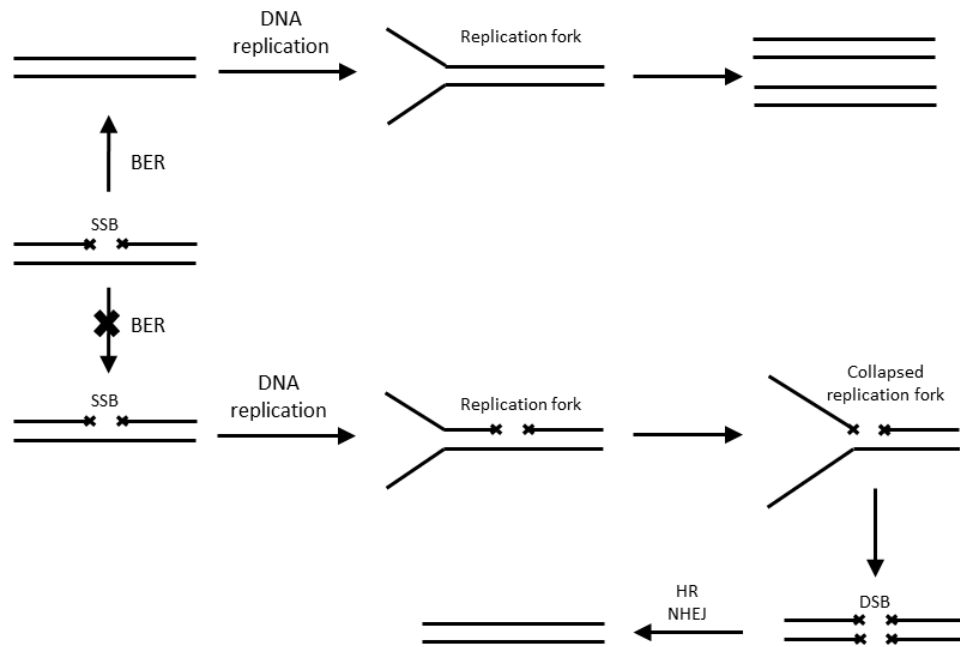 DNA
replication
Replication fork
BER
SSB
BER
SSB
DNA
replication
Replication fork
Collapsed
replication fork
DSB
HR
NHEJ